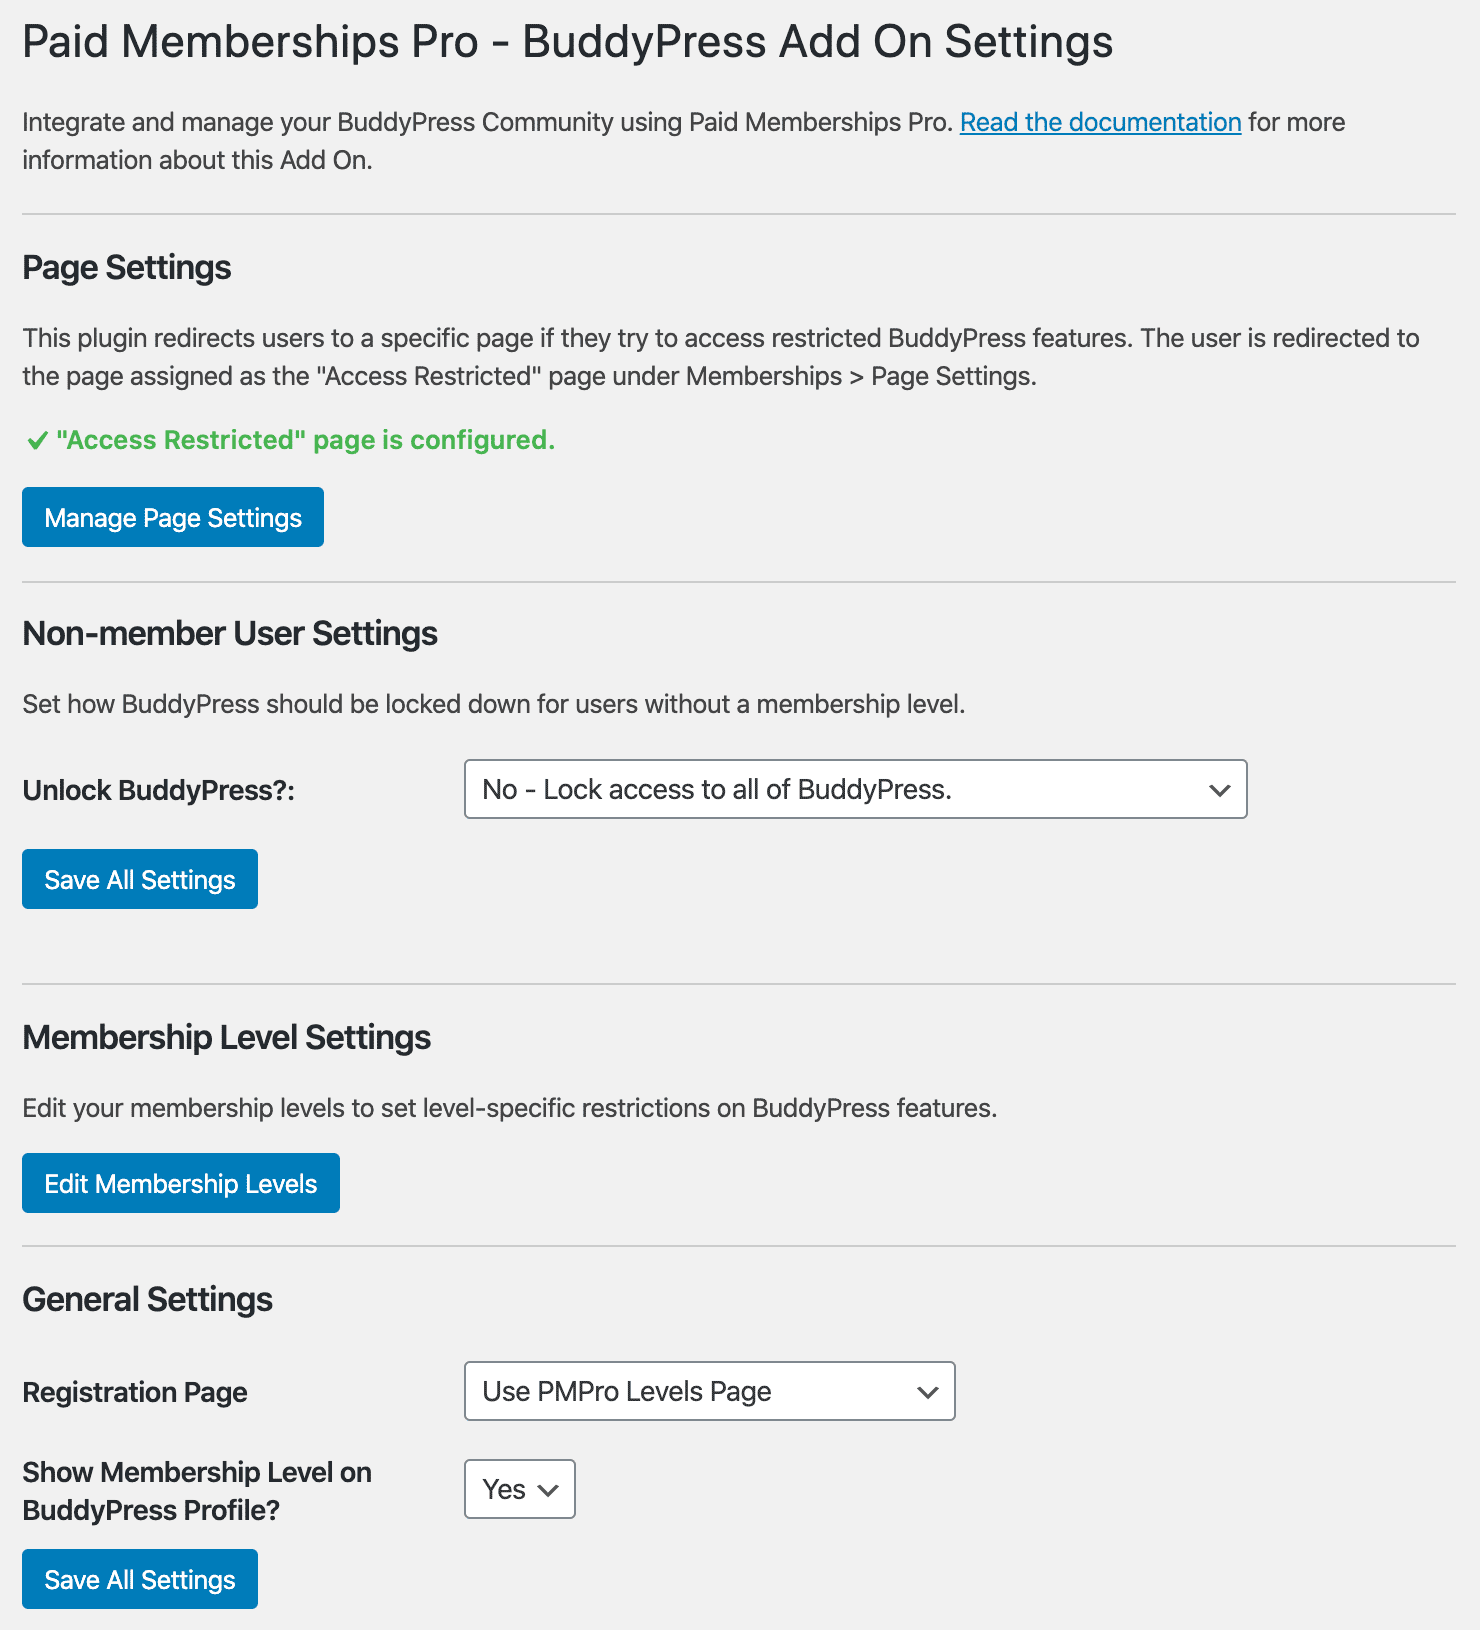 Paid Memberships Pro - BuddyPress Add On Settings
Integrate and manage your BuddyPress Community using Paid Memberships Pro. Read the documentation for more
information about this Add On.
Page Settings
This plugin redirects users to a specific page if they try to access restricted BuddyPress features. The user is redirected to
the page assigned as the "Access Restricted" page under Memberships > Page Settings.
"Access Restricted" page is configured.
Manage Page Settings
Non-member User Settings
Set how BuddyPress should be locked down for users without a membership level.
Unlock BuddyPress?: No - Lock access to all of BuddyPress.
Save All Settings
Membership Level Settings
Edit your membership levels to set level-specific restrictions on BuddyPress features.
Edit Membership Levels
General Settings
Registration Page Use PMPro Levels Page
Show Membership Level on
BuddyPress Profile? Yes
Save All Settings